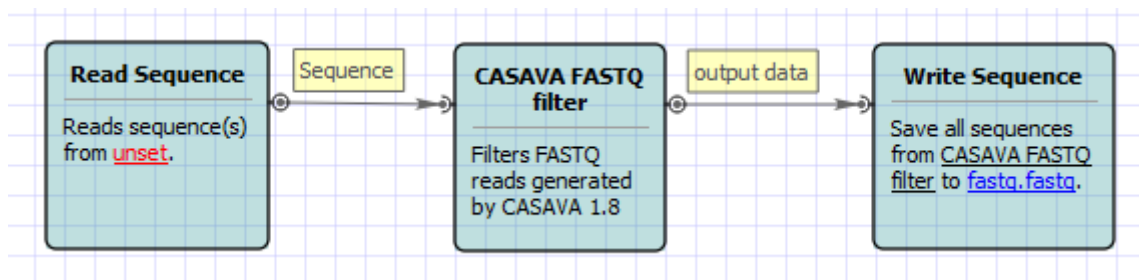 Read Sequence
Reads sequence(s)
from unset.
Sequence
CASAVA FASTQ
filter
Filters FASTQ
reads generated
by CASAVA 1.8
output data
Write Sequence
Save all sequences
from CASAVA FASTQ
filter to fastq.fastq.